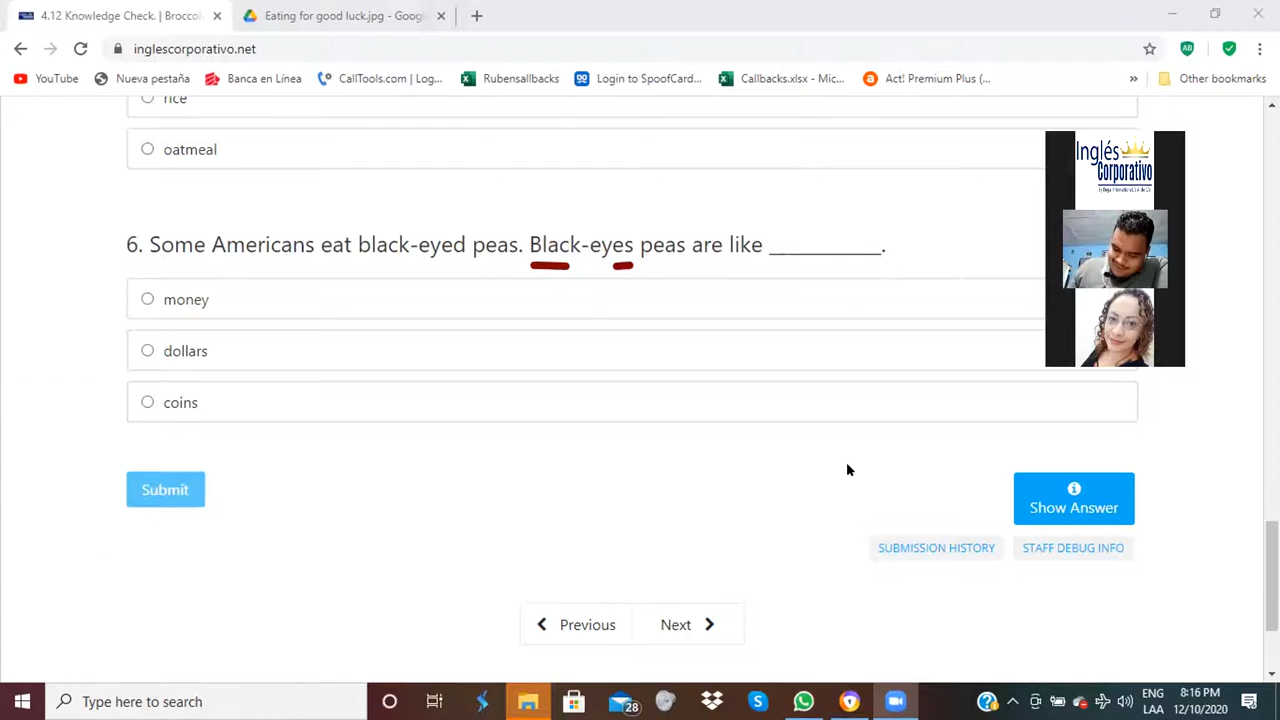 4.12 Knowledge Check. | Broccol
Eating for good luck.jpg - Google
inglescorporativo.net
YouTube
Nueva pestaña
Banca en Línea
CallTools.com | Log...
Rubensallbacks
Login to SpoofCard...
Callbacks.xlsx - Mic...
Act! Premium Plus (...
»
Other bookmarks
rice
oatmeal
Inglés
Corporativo
6. Some Americans eat black-eyed peas. Black-eyes peas are like __________.
money
dollars
coins
Submit
Show Answer
SUBMISSION HISTORY
STAFF DEBUG INFO
Previous
Next
Type here to search
28
ENG
LAA
8:16 PM
12/10/2020